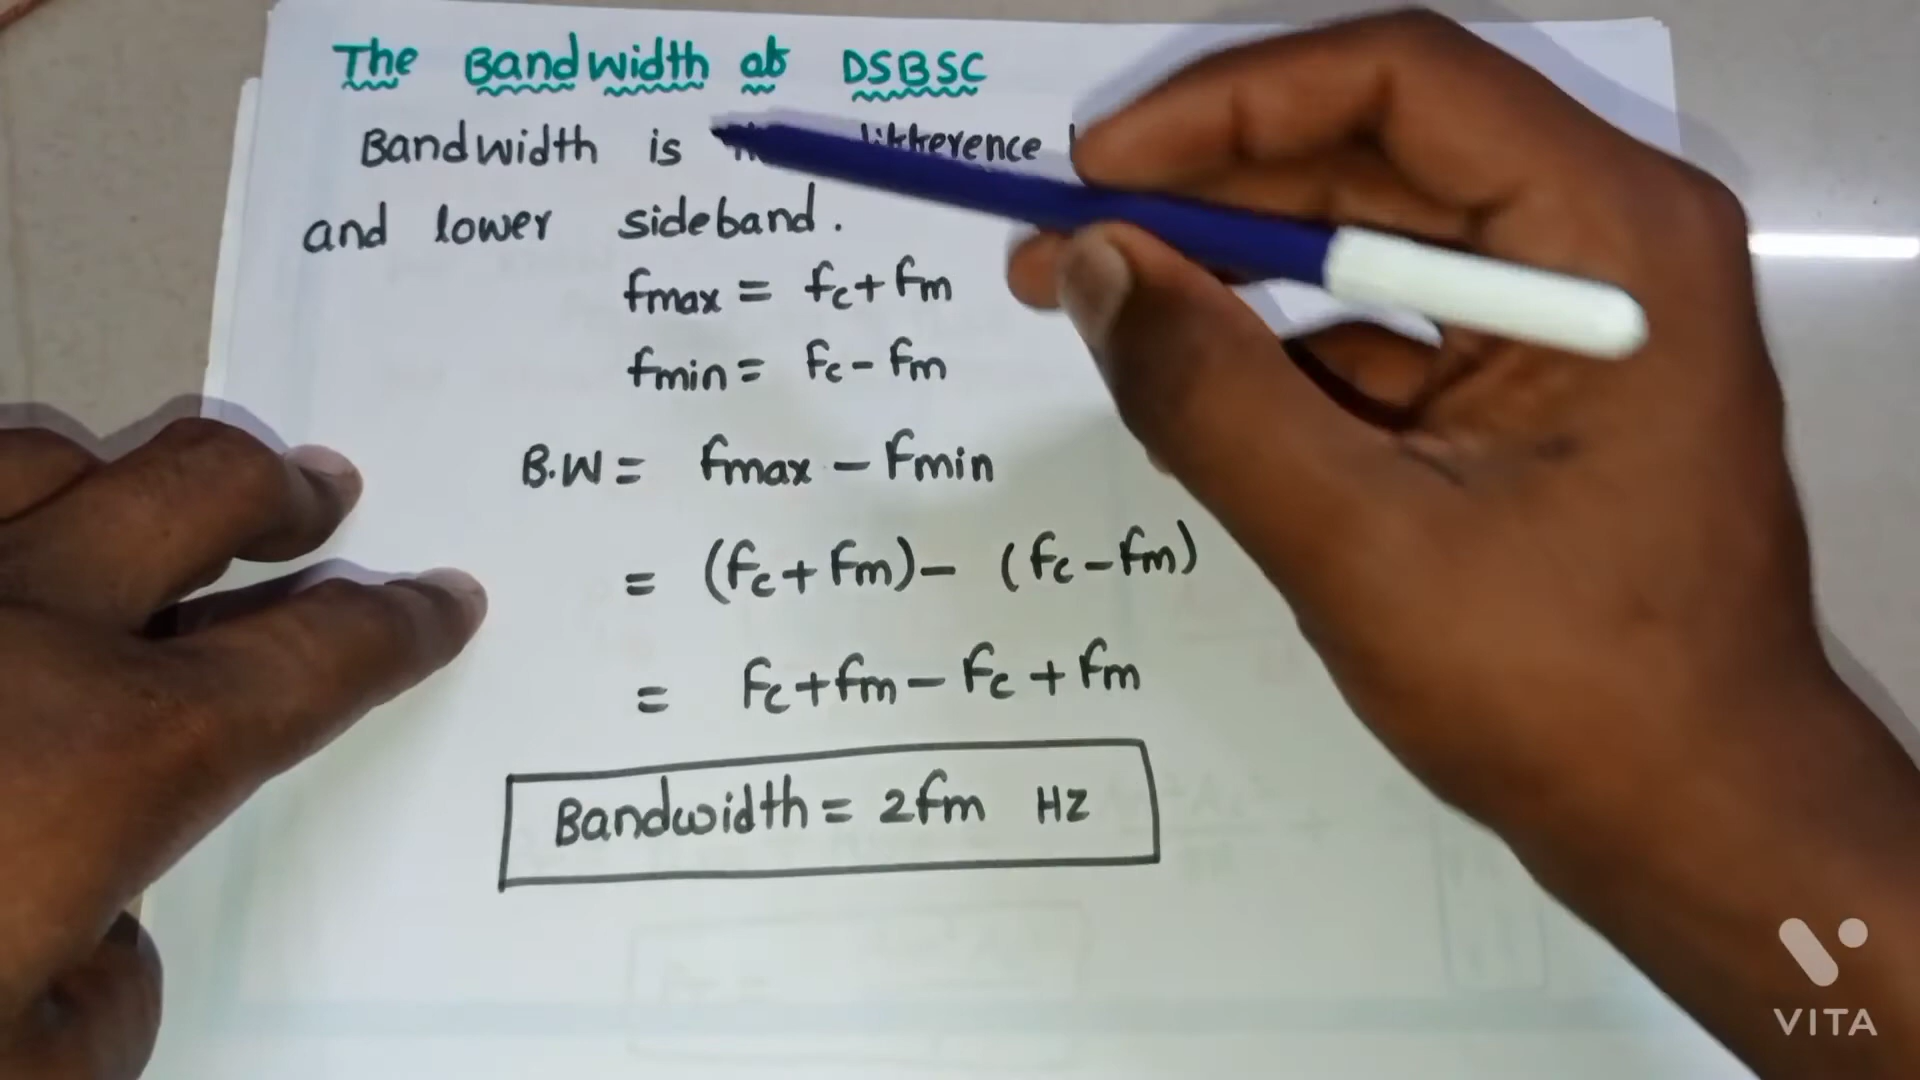 The Bandwidth of DSBSC
Bandwidth is difference
and lower sideband.
fmax = fc + fm
fmin = fc - fm
B.W = fmax - fmin
= (fc + fm) - (fc - fm)
= fc + fm - fc + fm
Bandwidth = 2fm HZ
VITA